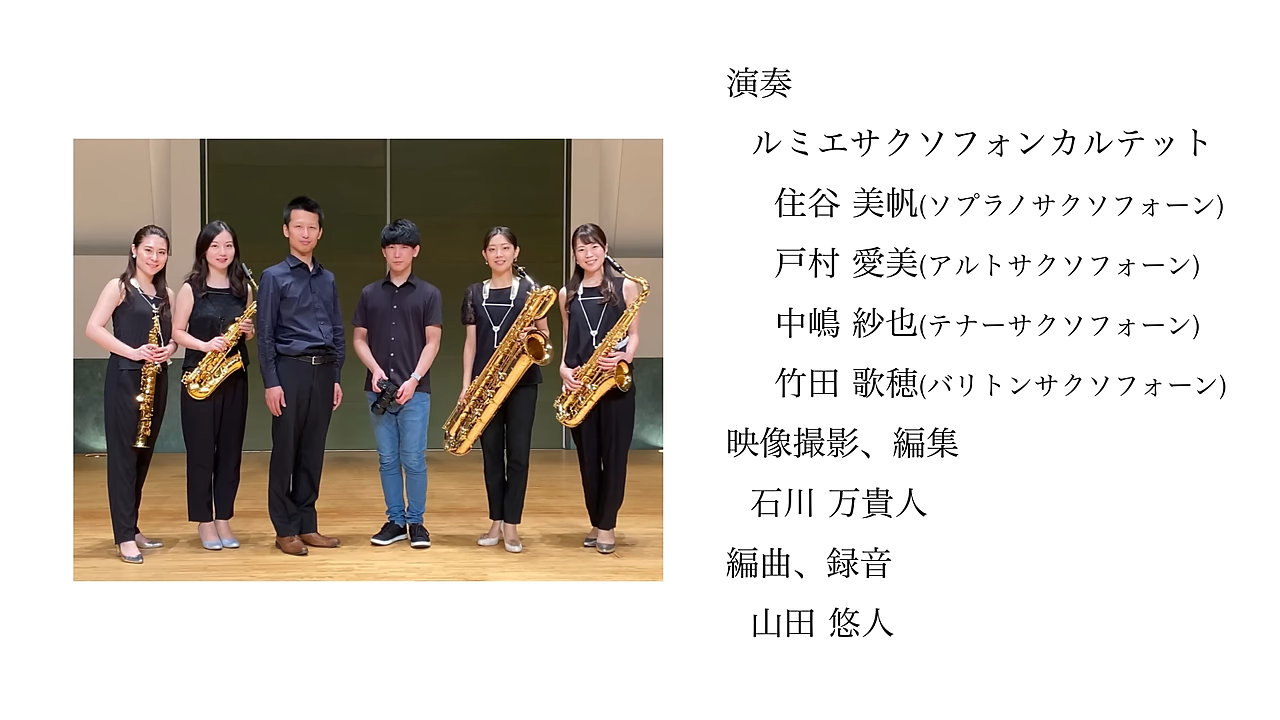 演奏
ルミエサクソフォンカルテット
住谷 美帆(ソプラノサクソフォーン)
戸村 愛美(アルトサクソフォーン)
中嶋 紗也(テナーサクソフォーン)
竹田 歌穂(バリトンサクソフォーン)
映像撮影、編集
石川 万貴人
編曲、録音
山田 悠人